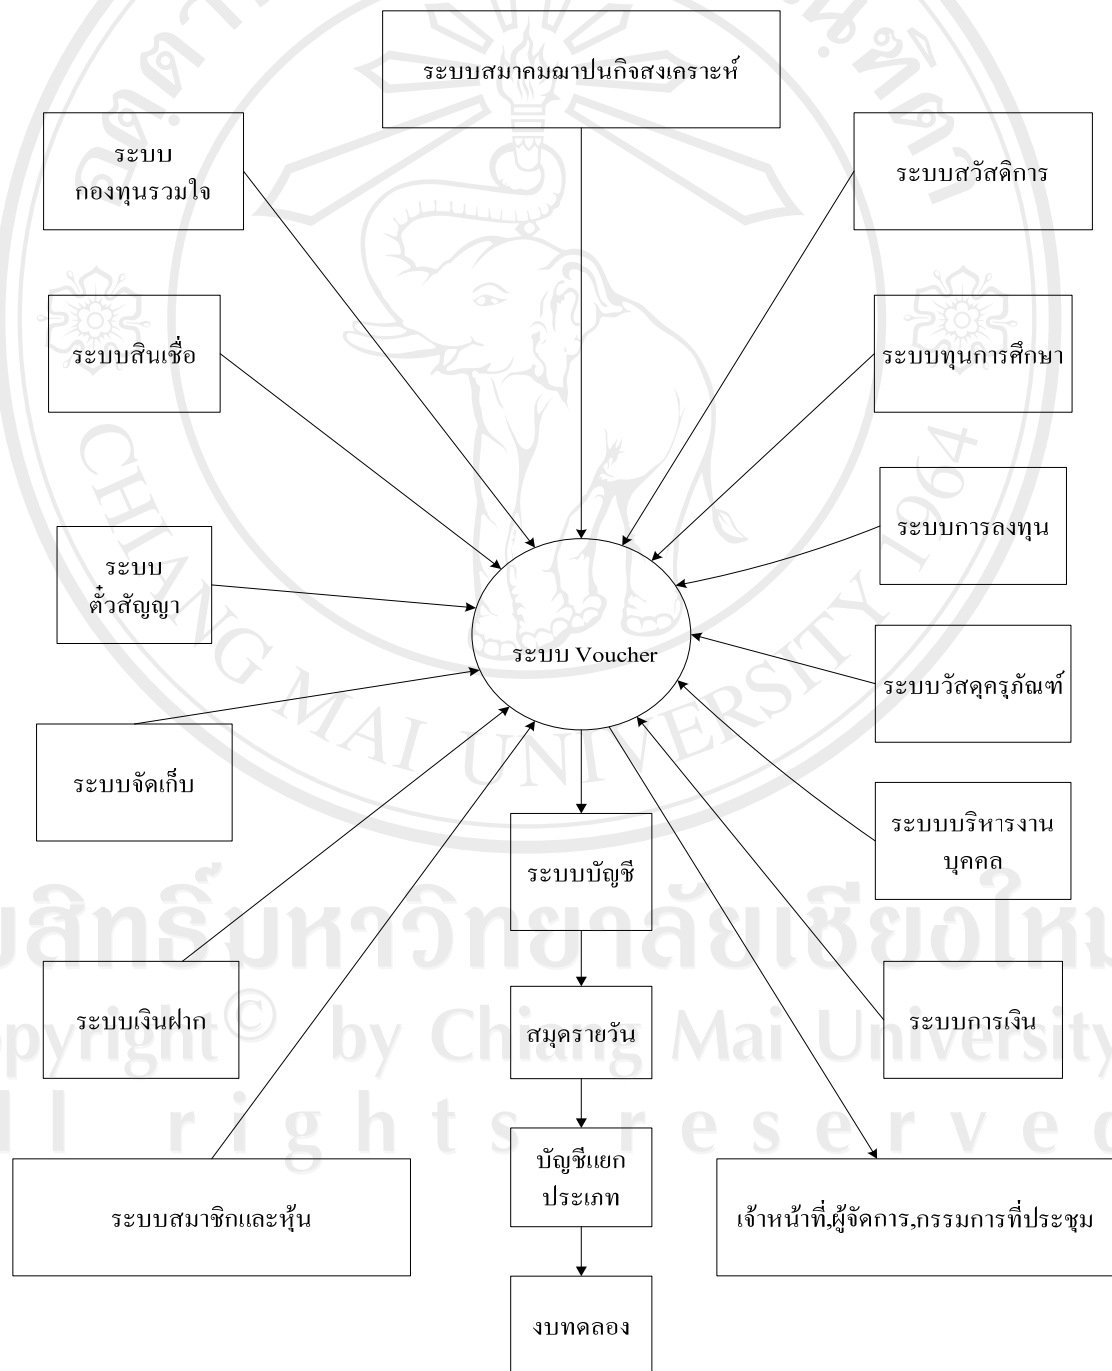 ระบบสมาคมฌาปนกิจสงเคราะห์
ระบบ
กองทุนรวมใจ
ระบบสวัสดิการ
ระบบสินเชื่อ
ระบบทุนการศึกษา
ระบบการลงทุน
ระบบ
ตั๋วสัญญา
ระบบ Voucher
ระบบวัสดุครุภัณฑ์
ระบบจัดเก็บ
ระบบบริหารงาน
บุคคล
ระบบบัญชี
ระบบเงินฝาก
สมุดรายวัน
ระบบการเงิน
บัญชีแยก
ประเภท
ระบบสมาชิกและหุ้น
เจ้าหน้าที่,ผู้จัดการ,กรรมการที่ประชุม
งบทดลอง
CHIANG MAI UNIVERSITY 1964
สิทธิ์มหาวิทยาลัยเชียงให
opyright © by Chiang Mai University
l l rights reserved